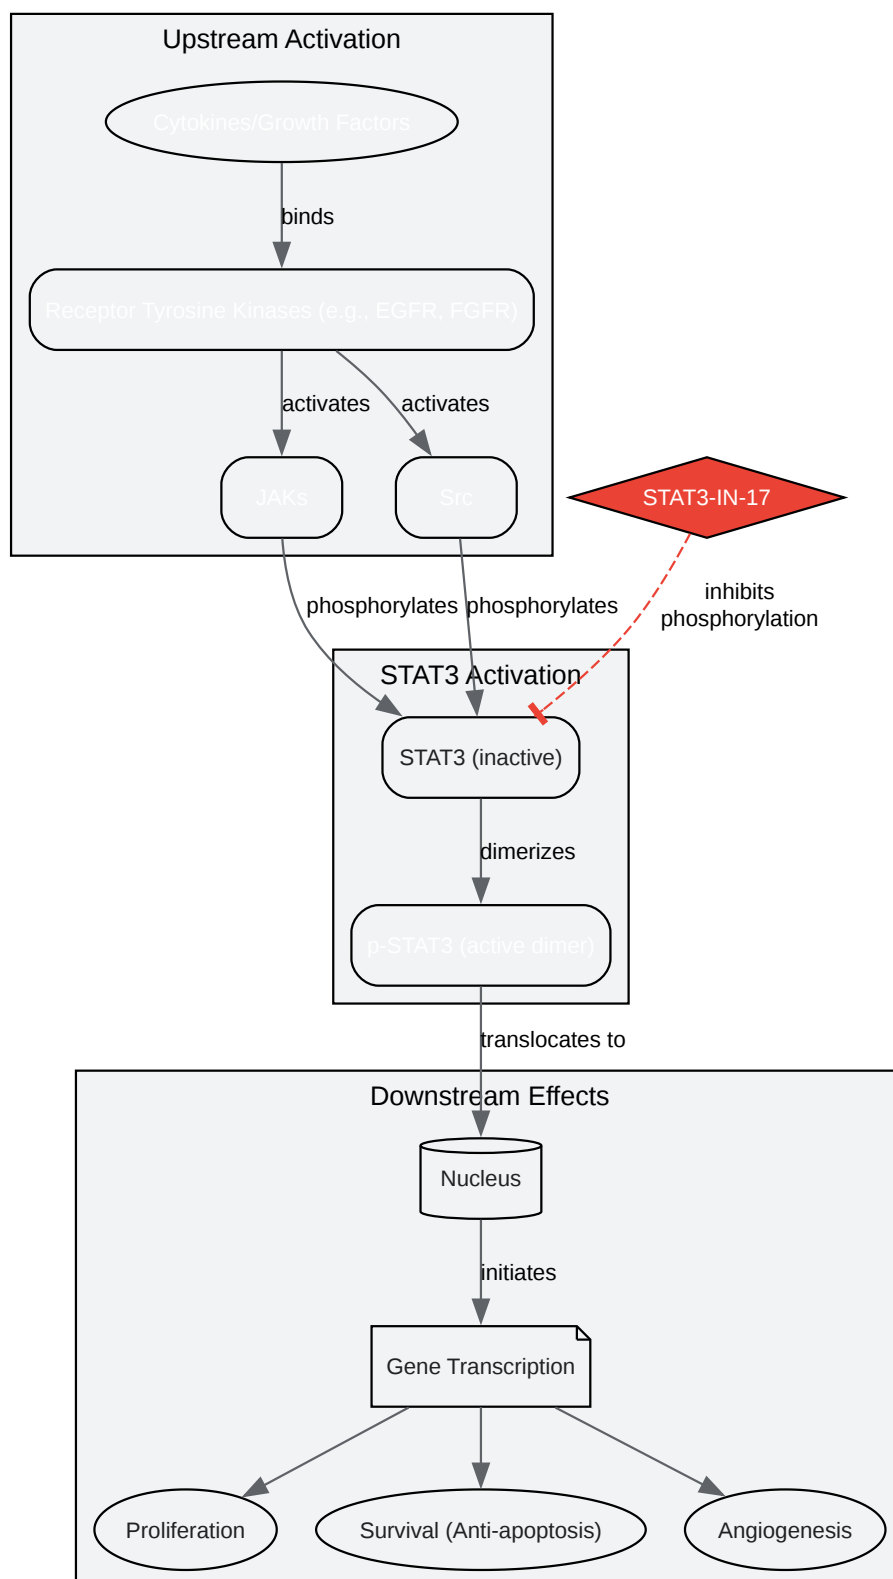 Upstream Activation
Cytokines/Growth Factors
binds
Receptor Tyrosine Kinases (e.g., EGFR, FGFR)
activates
activates
JAKs
Src
STAT3-IN-17
phosphorylates
phosphorylates
inhibits
phosphorylation
STAT3 Activation
STAT3 (inactive)
dimerizes
p-STAT3 (active dimer)
translocates to
Downstream Effects
Nucleus
initiates
Gene Transcription
Proliferation
Survival (Anti-apoptosis)
Angiogenesis